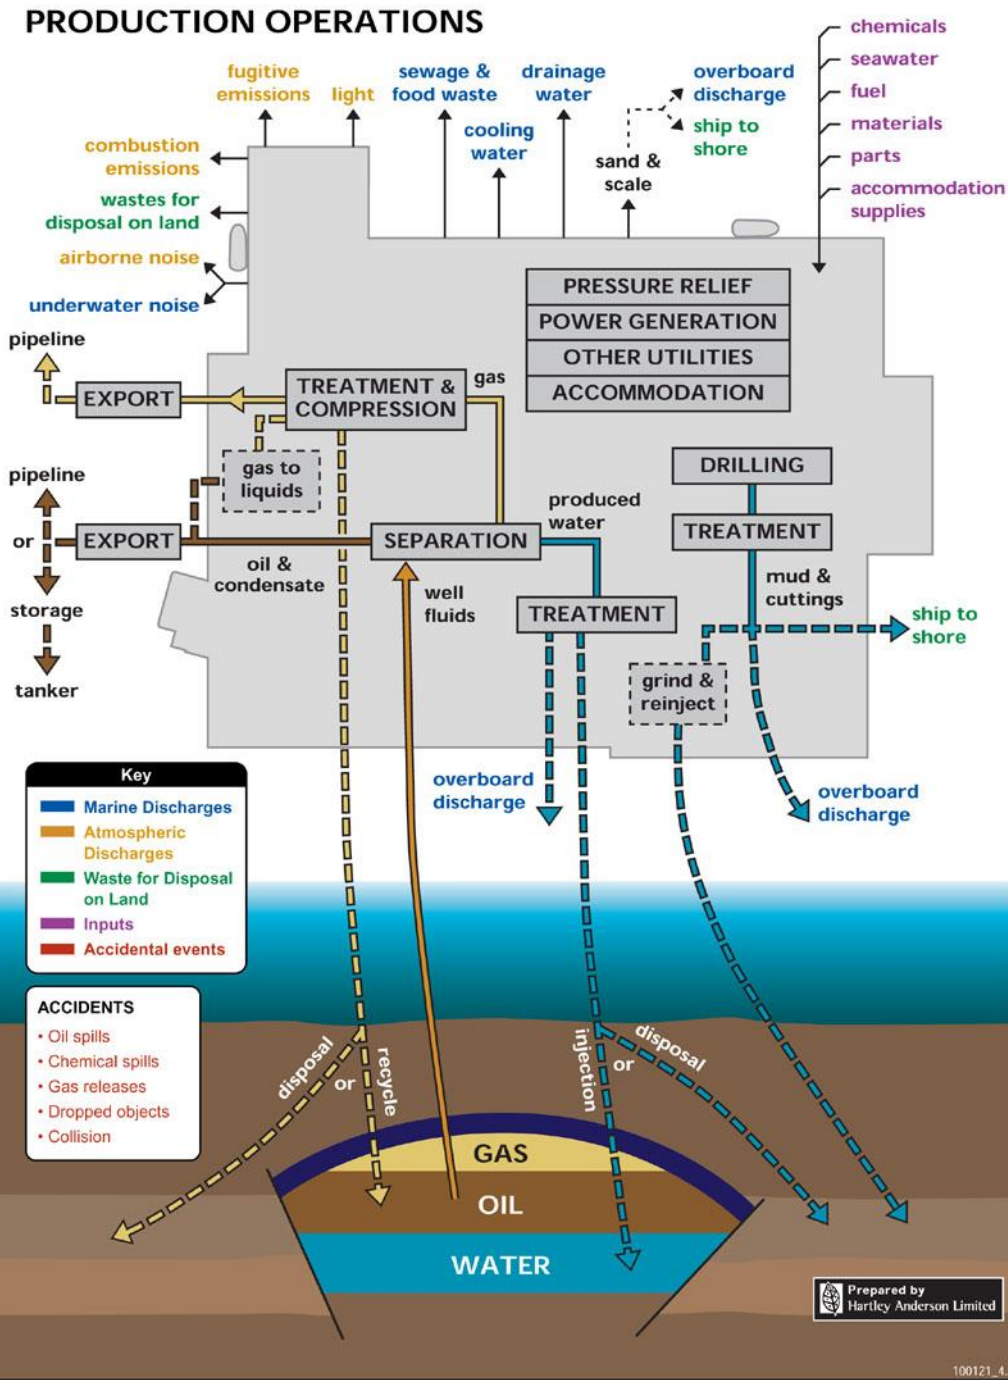 PRODUCTION OPERATIONS
fugitive
emissions
light
sewage &
food waste
cooling
water
drainage
water
overboard
discharge
ship to
shore
sand &
scale
chemicals
seawater
fuel
materials
parts
accommodation
supplies
combustion
emissions
wastes for
disposal on land
airborne noise
underwater noise
PRESSURE RELIEF
POWER GENERATION
OTHER UTILITIES
ACCOMMODATION
pipeline
EXPORT
TREATMENT &
COMPRESSION
gas
gas to
liquids
pipeline
or
storage
tanker
EXPORT
oil &
condensate
SEPARATION
well
fluids
produced
water
TREATMENT
DRILLING
TREATMENT
mud &
cuttings
ship to
shore
grind &
reinject
overboard
discharge
overboard
discharge
Key
Marine Discharges
Atmospheric
Discharges
Waste for Disposal
on Land
Inputs
Accidental events
ACCIDENTS
• Oil spills
• Chemical spills
• Gas releases
• Dropped objects
• Collision
disposal
or
recycle
injection
or
disposal
GAS
OIL
WATER
Prepared by
Hartley Anderson Limited
100121_4.